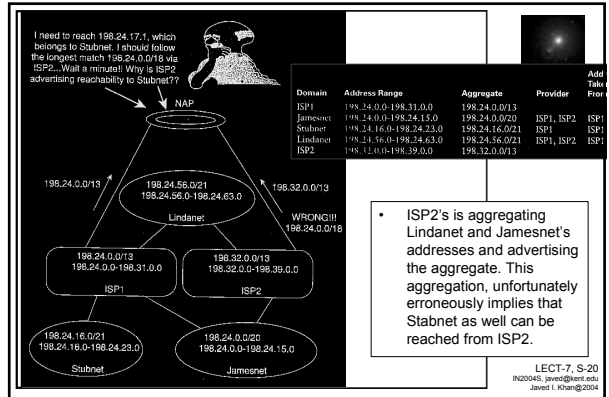 I need to reach 198.24.17.1, which
belongs to Stubnet. I should follow
the longest match 198.24.0.0/18 via
ISP2...Wait a minute!! Why is ISP2
advertising reachability to Stubnet??
NAP
198.24.0.0/13
198.32.0.0/13
WRONG!!!
198.24.0.0/18
198.24.56.0/21
198.24.56.0-198.24.63.0
Lindanet
198.24.0.0/13
198.24.0.0-198.31.0.0
ISP1
198.32.0.0/13
198.32.0.0-198.39.0.0
ISP2
198.24.16.0/21
198.24.16.0-198.24.23.0
Stubnet
198.24.0.0/20
198.24.0.0-198.24.15.0
Jamesnet
Add
Take
Domain Address Range Aggregate Provider Fror
ISP1 198.24.0.0-198.31.0.0 198.24.0.0/13
Jamesnet 198.24.0.0-198.24.15.0 198.24.0.0/20 ISP1, ISP2 ISP1
Stubnet 198.24.16.0-198.24.23.0 198.24.16.0/21 ISP1 ISP1
Lindanet 198.24.56.0-198.24.63.0 198.24.56.0/21 ISP1, ISP2 ISP1
ISP2 198.32.0.0-198.39.0.0 198.32.0.0/13
• ISP2's is aggregating
Lindanet and Jamesnet's
addresses and advertising
the aggregate. This
aggregation, unfortunately
erroneously implies that
Stabnet as well can be
reached from ISP2.
LECT-7, S-20
IN2004S, javed@kent.edu
Javed I. Khan@2004